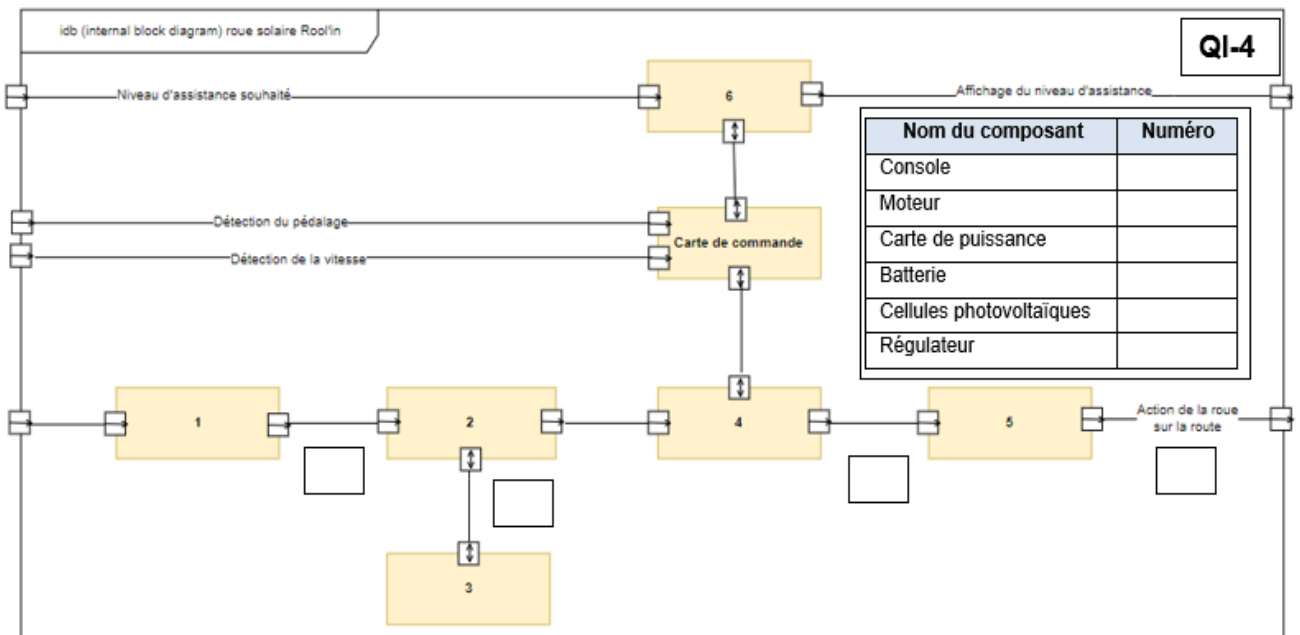 idb (internal block diagram) roue solaire Rool'in
QI-4
Niveau d'assistance souhaité
6
Affichage du niveau d'assistance
Nom du composant Numéro
Console
Moteur
Carte de puissance
Batterie
Cellules photovoltaïques
Régulateur
Détection du pédalage
Carte de commande
Détection de la vitesse
1
2
4
5
Action de la roue
sur la route
3